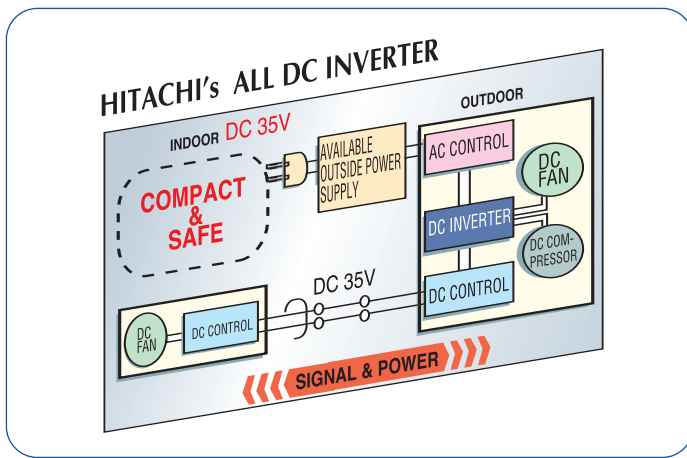 HITACHI's ALL DC INVERTER
INDOOR DC 35V
OUTDOOR
COMPACT
&
SAFE
AVAILABLE
OUTSIDE POWER
SUPPLY
AC CONTROL
DC
FAN
DC INVERTER
DC COM-
PRESSOR
DC CONTROL
DC 35V
DC
FAN
DC CONTROL
SIGNAL & POWER